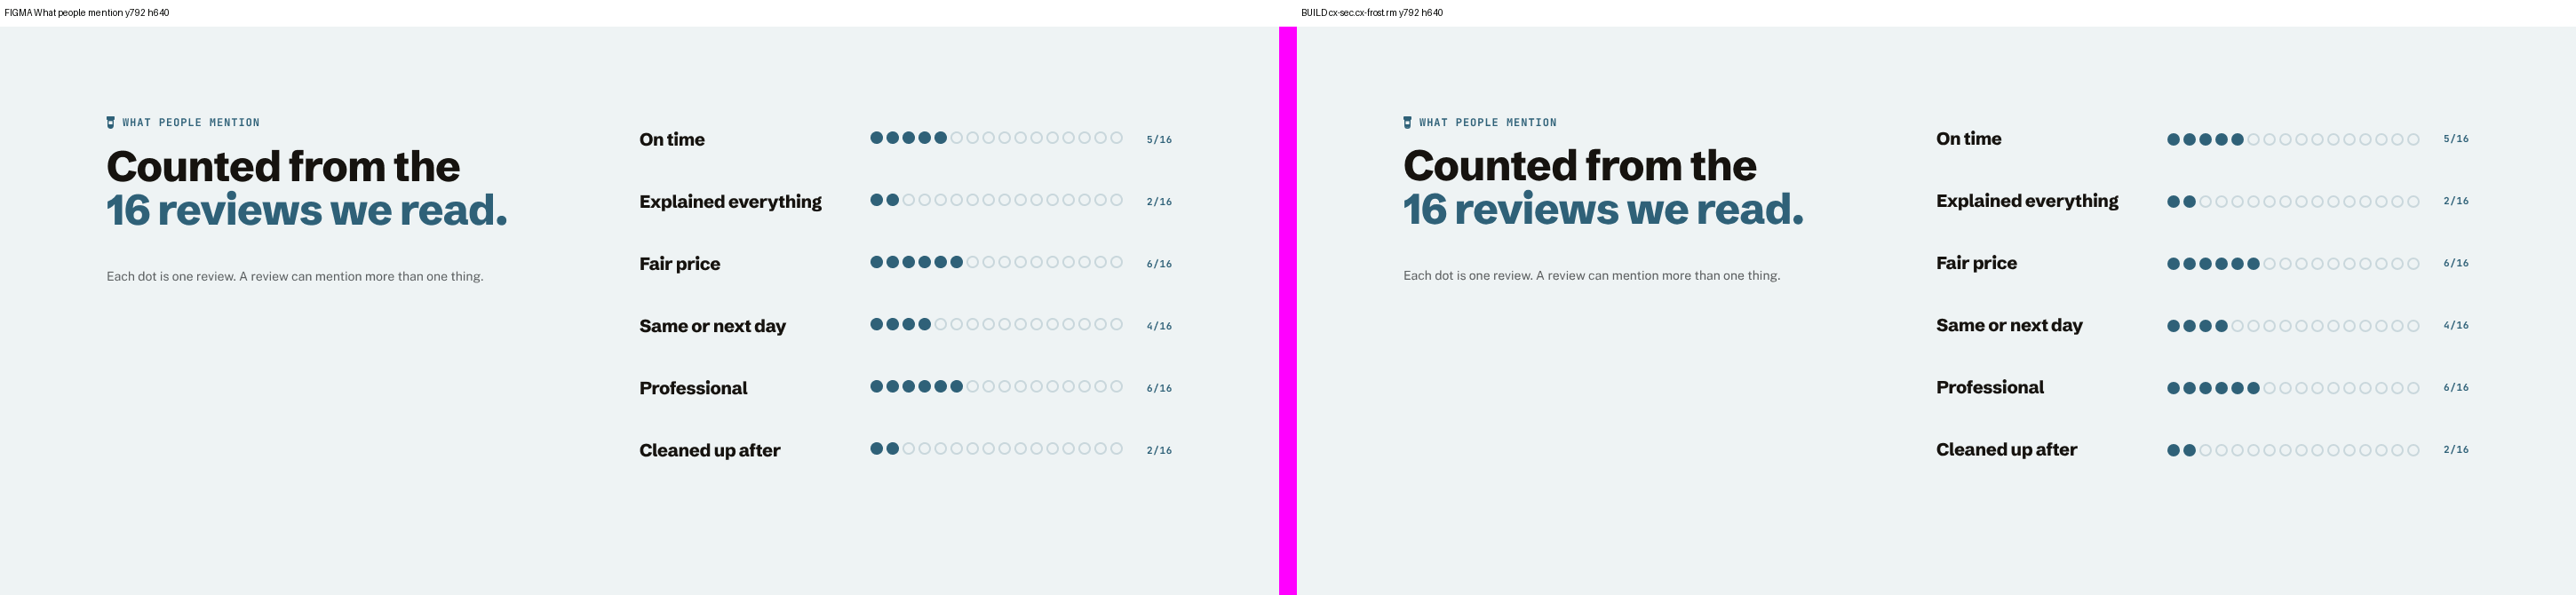 FIGMA What people mention y792 h640
WHAT PEOPLE MENTION
Counted from the
16 reviews we read.
Each dot is one review. A review can mention more than one thing.
On time 5/16
Explained everything 2/16
Fair price 6/16
Same or next day 4/16
Professional 6/16
Cleaned up after 2/16
BUILD cx-sec.cx-frost.rm y792 h640
WHAT PEOPLE MENTION
Counted from the
16 reviews we read.
Each dot is one review. A review can mention more than one thing.
On time 5/16
Explained everything 2/16
Fair price 6/16
Same or next day 4/16
Professional 6/16
Cleaned up after 2/16